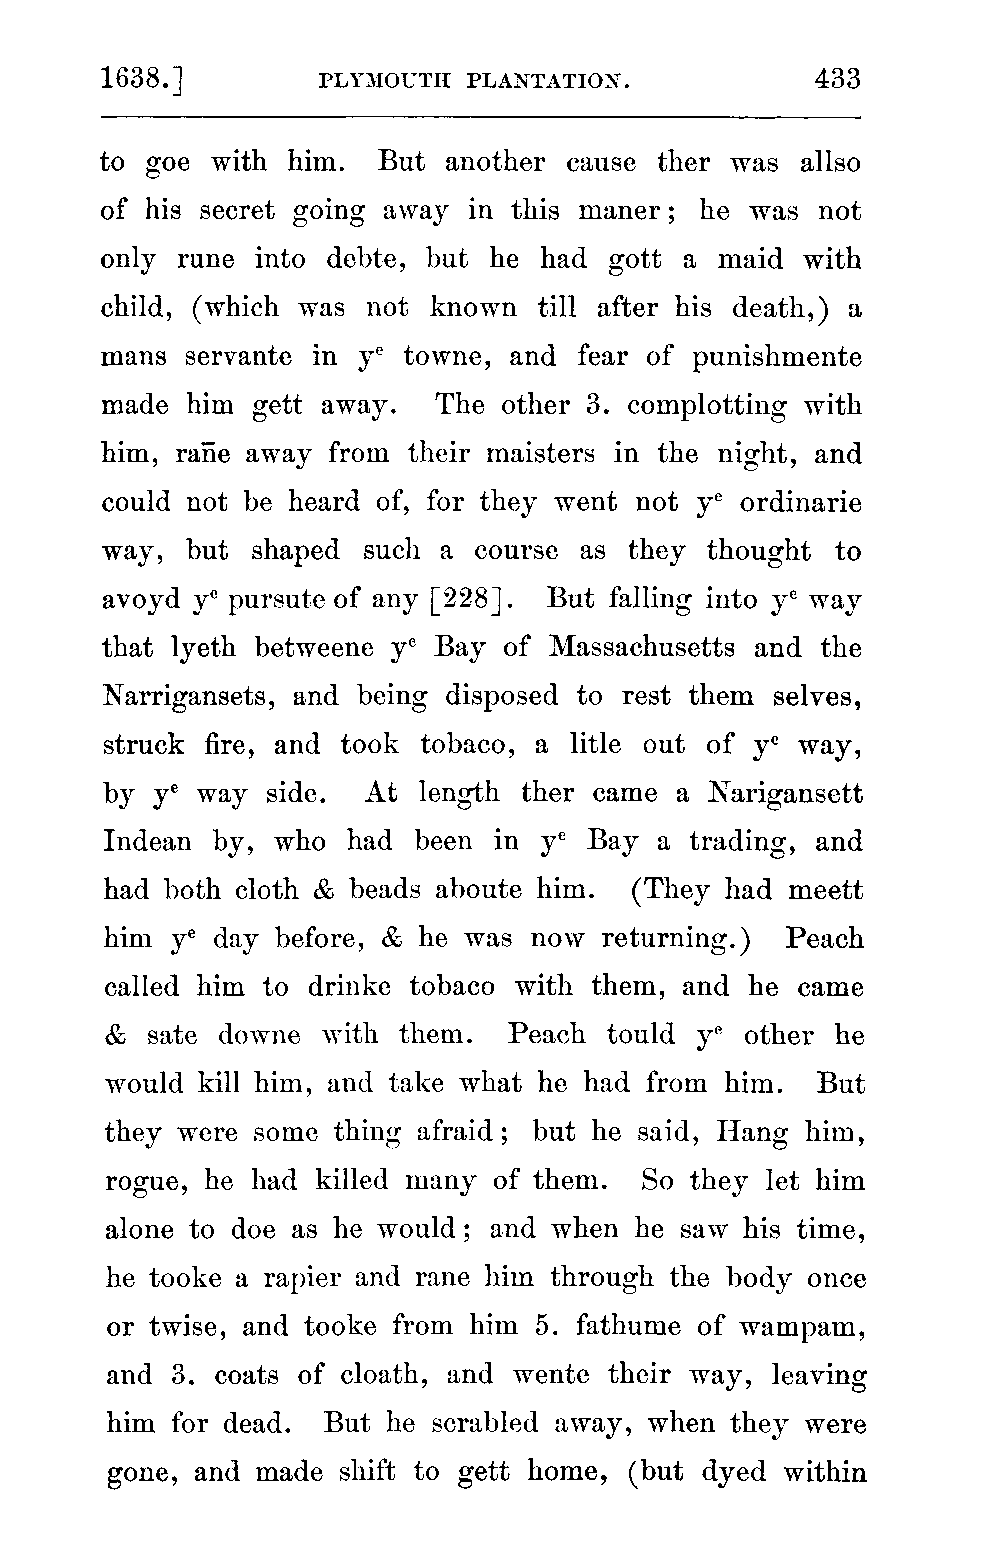 1638.] PLYMOUTH PLANTATION. 433
to goe with him. But another cause ther was allso
of his secret going away in this maner; he was not
only rune into debte, but he had gott a maid with
child, (which was not known till after his death,) a
mans servante in yᵉ towne, and fear of punishmente
made him gett away. The other 3. complotting with
him, ran̄e away from their maisters in the night, and
could not be heard of, for they went not yᵉ ordinarie
way, but shaped such a course as they thought to
avoyd yᵉ pursute of any [228]. But falling into yᵉ way
that lyeth betweene yᵉ Bay of Massachusetts and the
Narrigansets, and being disposed to rest them selves,
struck fire, and took tobaco, a litle out of yᵉ way,
by yᵉ way side. At length ther came a Narigansett
Indean by, who had been in yᵉ Bay a trading, and
had both cloth & beads aboute him. (They had meett
him yᵉ day before, & he was now returning.) Peach
called him to drinke tobaco with them, and he came
& sate downe with them. Peach tould yᵉ other he
would kill him, and take what he had from him. But
they were some thing afraid; but he said, Hang him,
rogue, he had killed many of them. So they let him
alone to doe as he would; and when he saw his time,
he tooke a rapier and rane him through the body once
or twise, and tooke from him 5. fathume of wampam,
and 3. coats of cloath, and wente their way, leaving
him for dead. But he scrabled away, when they were
gone, and made shift to gett home, (but dyed within